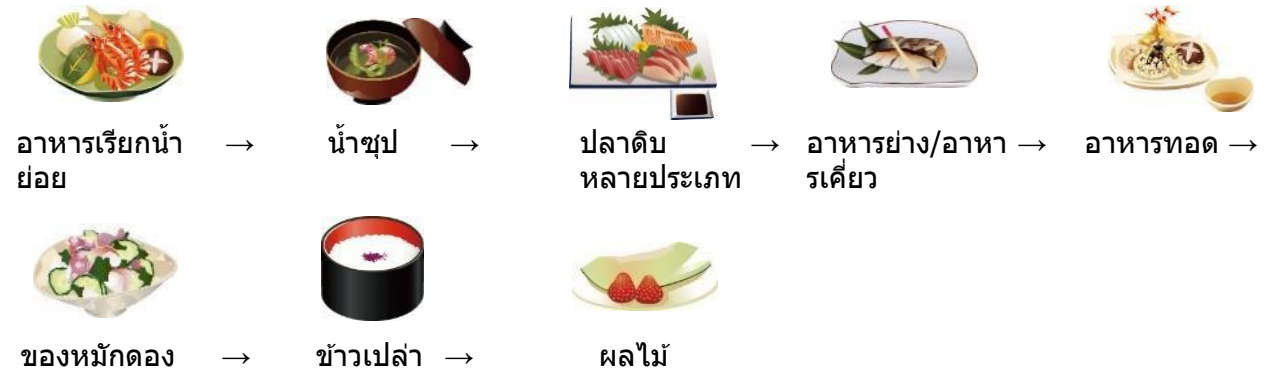 อาหารเรียกน้ำ → น้ำซุป → ปลาดิบ → อาหารย่าง/อาหา → อาหารทอด →
ย่อย หลายประเภท รเคี่ยว
ของหมักดอง → ข้าวเปล่า → ผลไม้